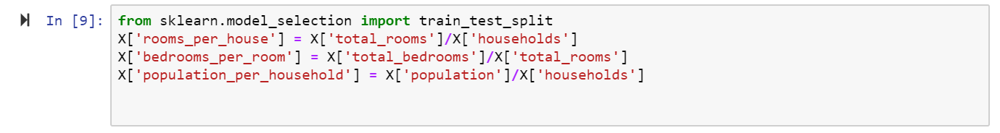 In [9]: from sklearn.model_selection import train_test_split
X['rooms_per_house'] = X['total_rooms']/X['households']
X['bedrooms_per_room'] = X['total_bedrooms']/X['total_rooms']
X['population_per_household'] = X['population']/X['households']